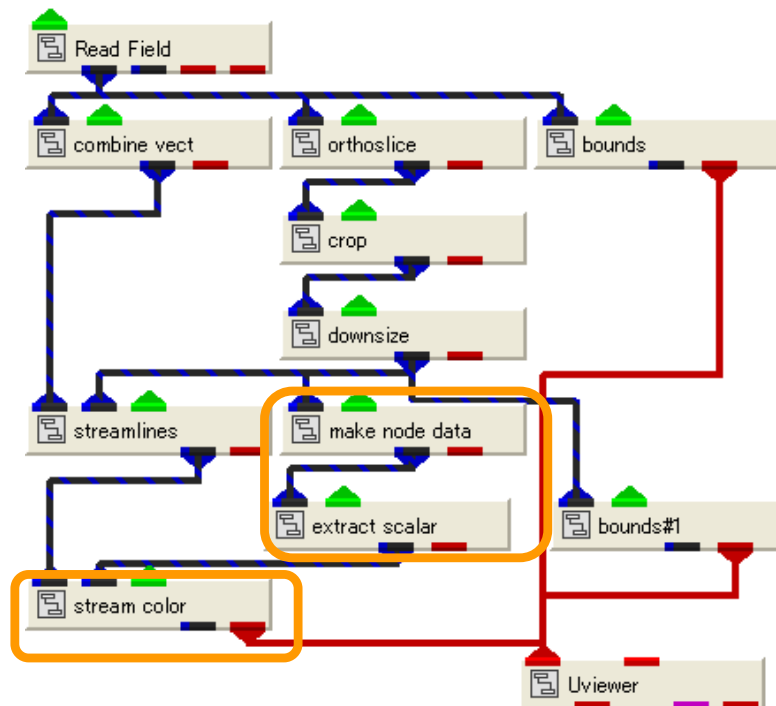 Read Field
combine vect
orthoslice
bounds
crop
downsize
streamlines
make node data
extract scalar
bounds#1
stream color
Uviewer